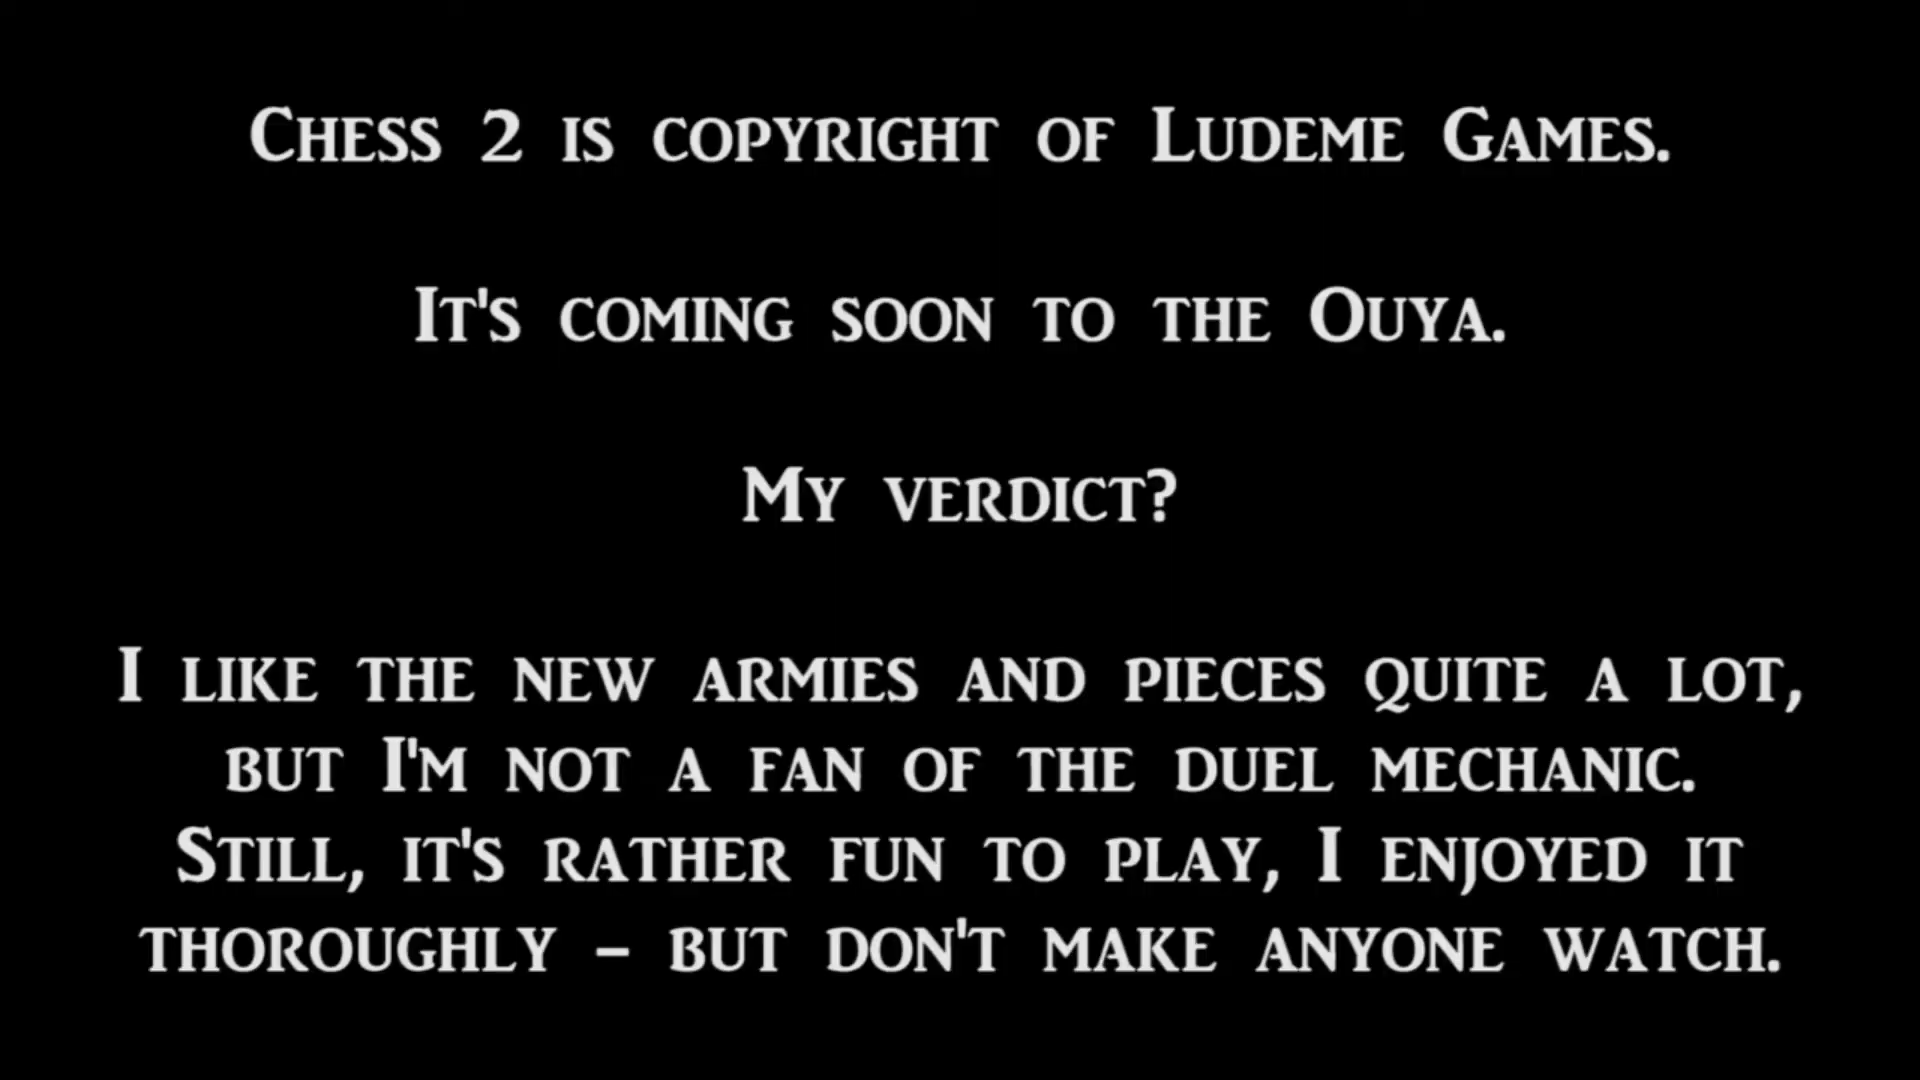 Chess 2 is copyright of Ludeme Games.
It's coming soon to the Ouya.
My verdict?
I like the new armies and pieces quite a lot,
but I'm not a fan of the duel mechanic.
Still, it's rather fun to play, I enjoyed it
thoroughly – but don't make anyone watch.